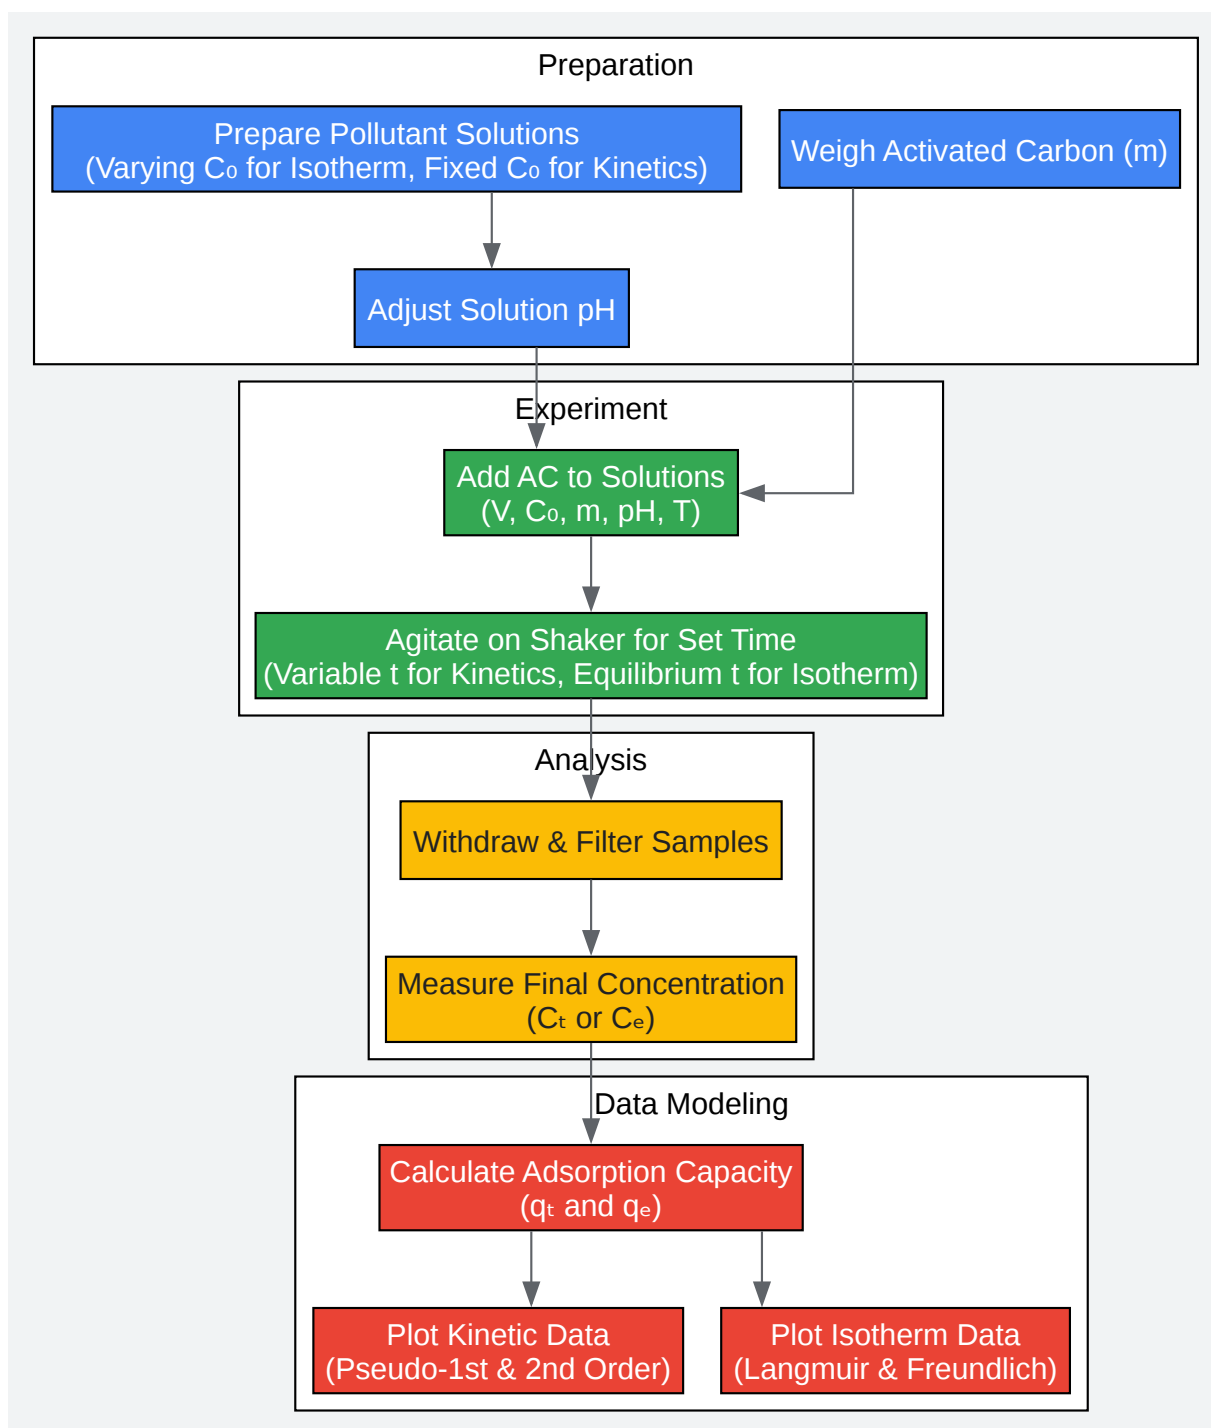 Preparation
Prepare Pollutant Solutions
(Varying C₀ for Isotherm, Fixed C₀ for Kinetics)
Weigh Activated Carbon (m)
Adjust Solution pH
Experiment
Add AC to Solutions
(V, C₀, m, pH, T)
Agitate on Shaker for Set Time
(Variable t for Kinetics, Equilibrium t for Isotherm)
Analysis
Withdraw & Filter Samples
Measure Final Concentration
(Cₜ or Cₑ)
Data Modeling
Calculate Adsorption Capacity
(qₜ and qₑ)
Plot Kinetic Data
(Pseudo-1st & 2nd Order)
Plot Isotherm Data
(Langmuir & Freundlich)